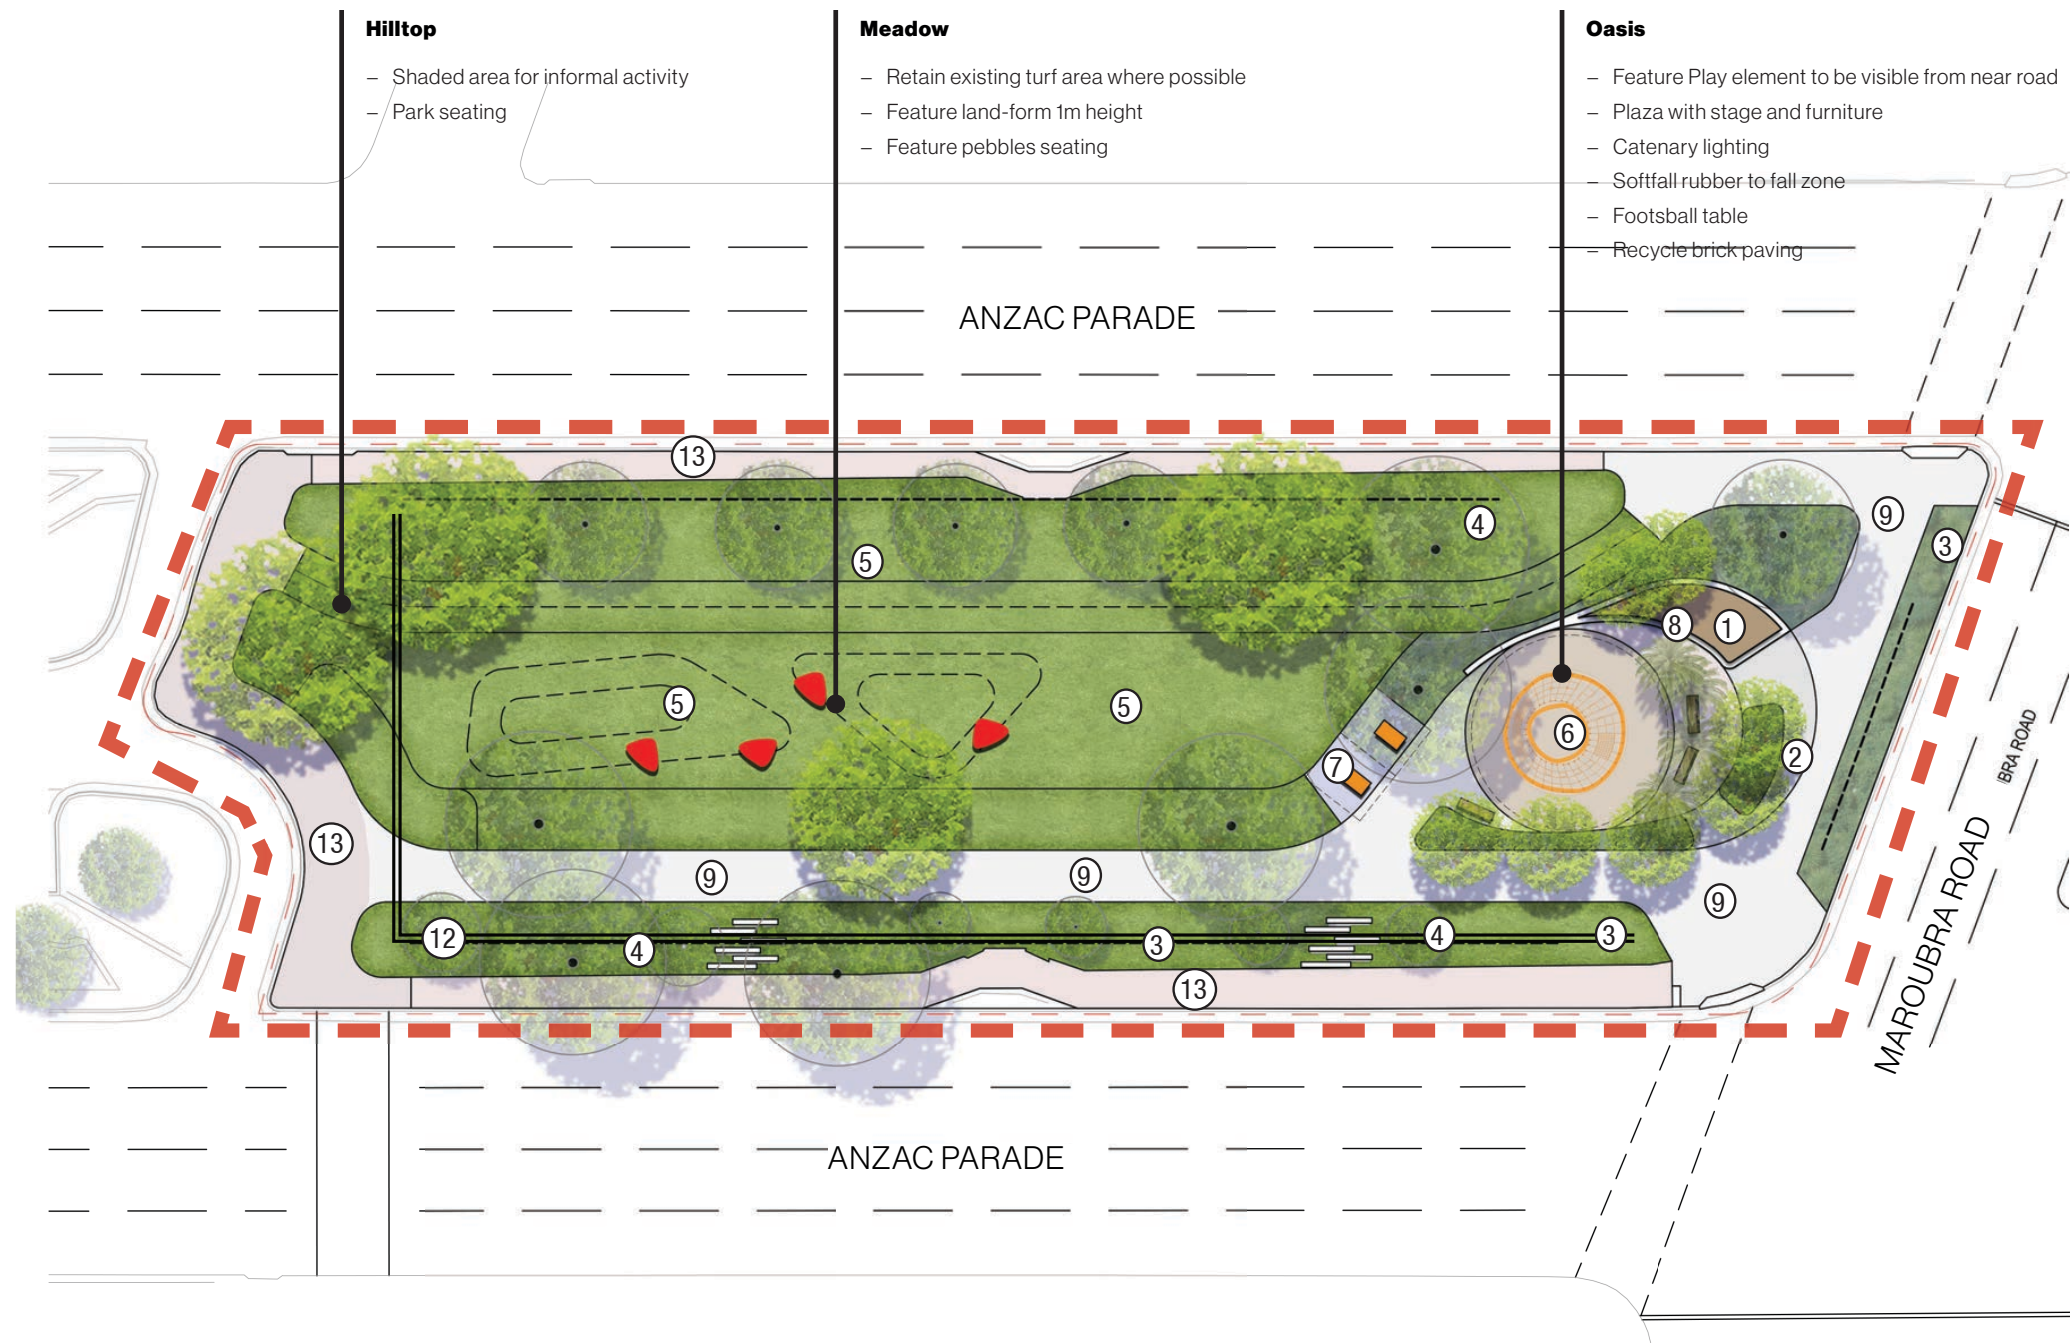 Hilltop
– Shaded area for informal activity
– Park seating
Meadow
– Retain existing turf area where possible
– Feature land-form 1m height
– Feature pebbles seating
Oasis
– Feature Play element to be visible from near road
– Plaza with stage and furniture
– Catenary lighting
– Softfall rubber to fall zone
– Footsball table
– Recycle brick paving
ANZAC PARADE
13
4
9
5
3
8
1
5
5
6
2
7
13
9
9
9
12
4
3
4
3
13
BRA ROAD
MAROUBRA ROAD
ANZAC PARADE